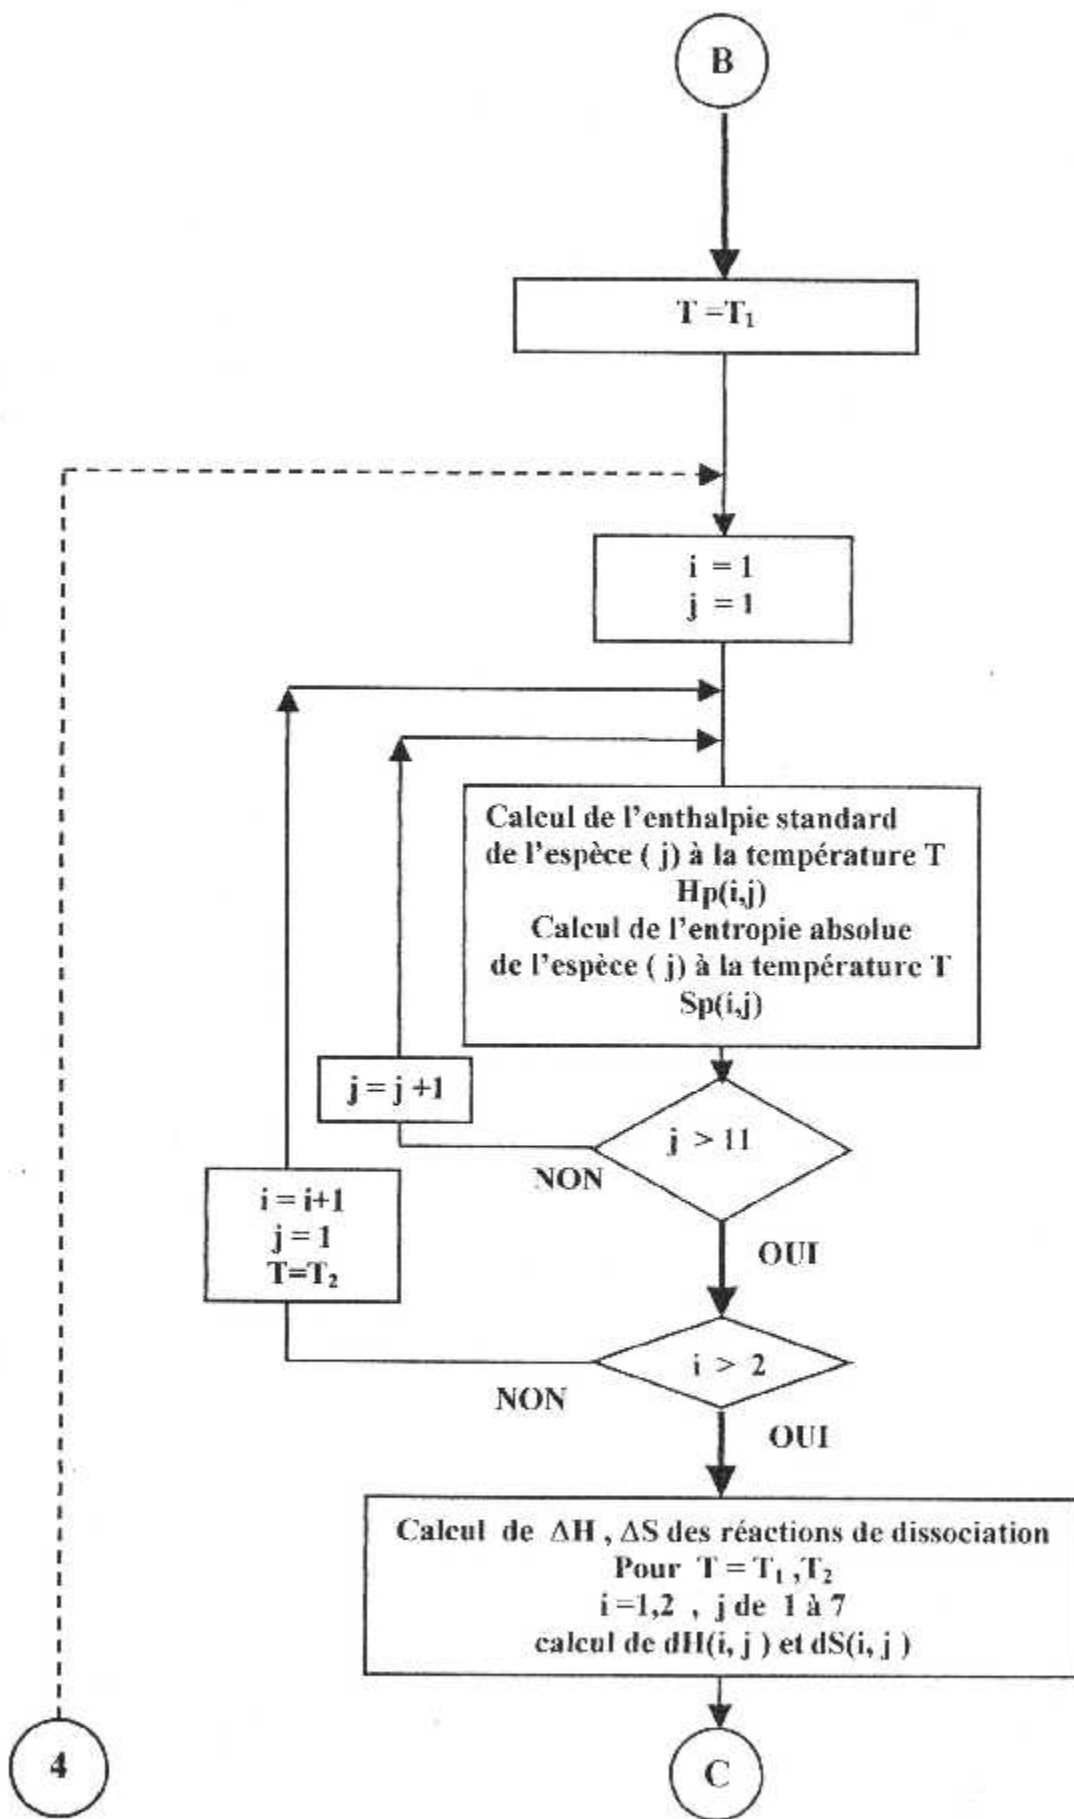 B
T =T₁
i = 1
j = 1
Calcul de l'enthalpie standard
de l'espèce ( j) à la température T
Hp(i,j)
Calcul de l'entropie absolue
de l'espèce ( j) à la température T
Sp(i,j)
j = j +1
j > 11
NON
i = i+1
j = 1
T=T₂
OUI
i > 2
NON
OUI
Calcul de ΔH , ΔS des réactions de dissociation
Pour T = T₁ ,T₂
i =1,2 , j de 1 à 7
calcul de dH(i, j ) et dS(i, j )
4
C